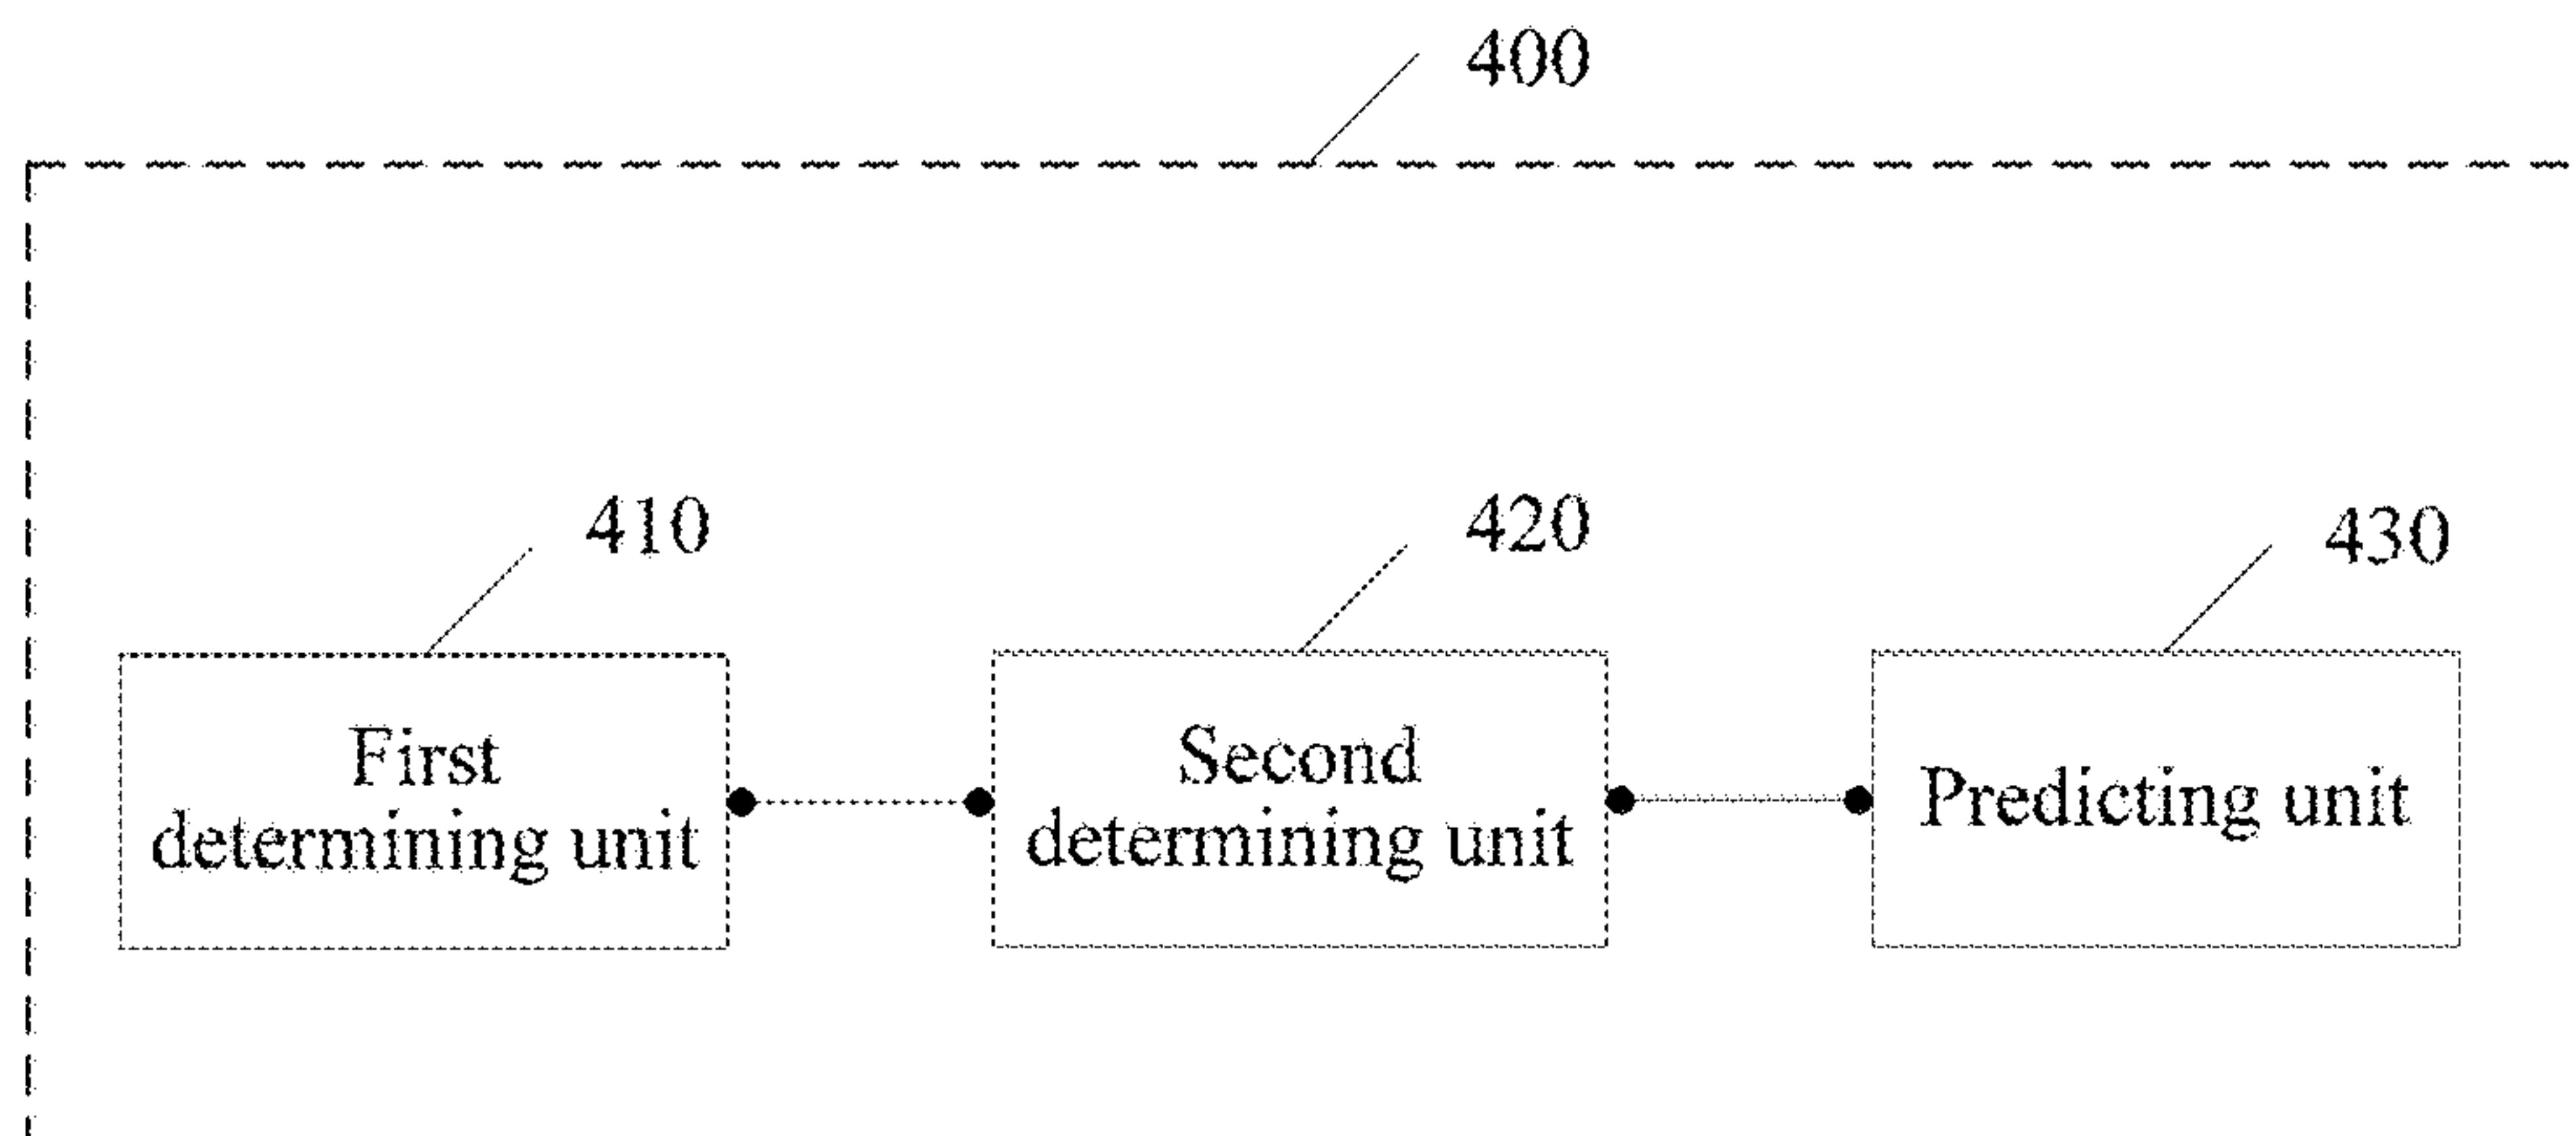 400
410
420
430
First
determining unit
Second
determining unit
Predicting unit